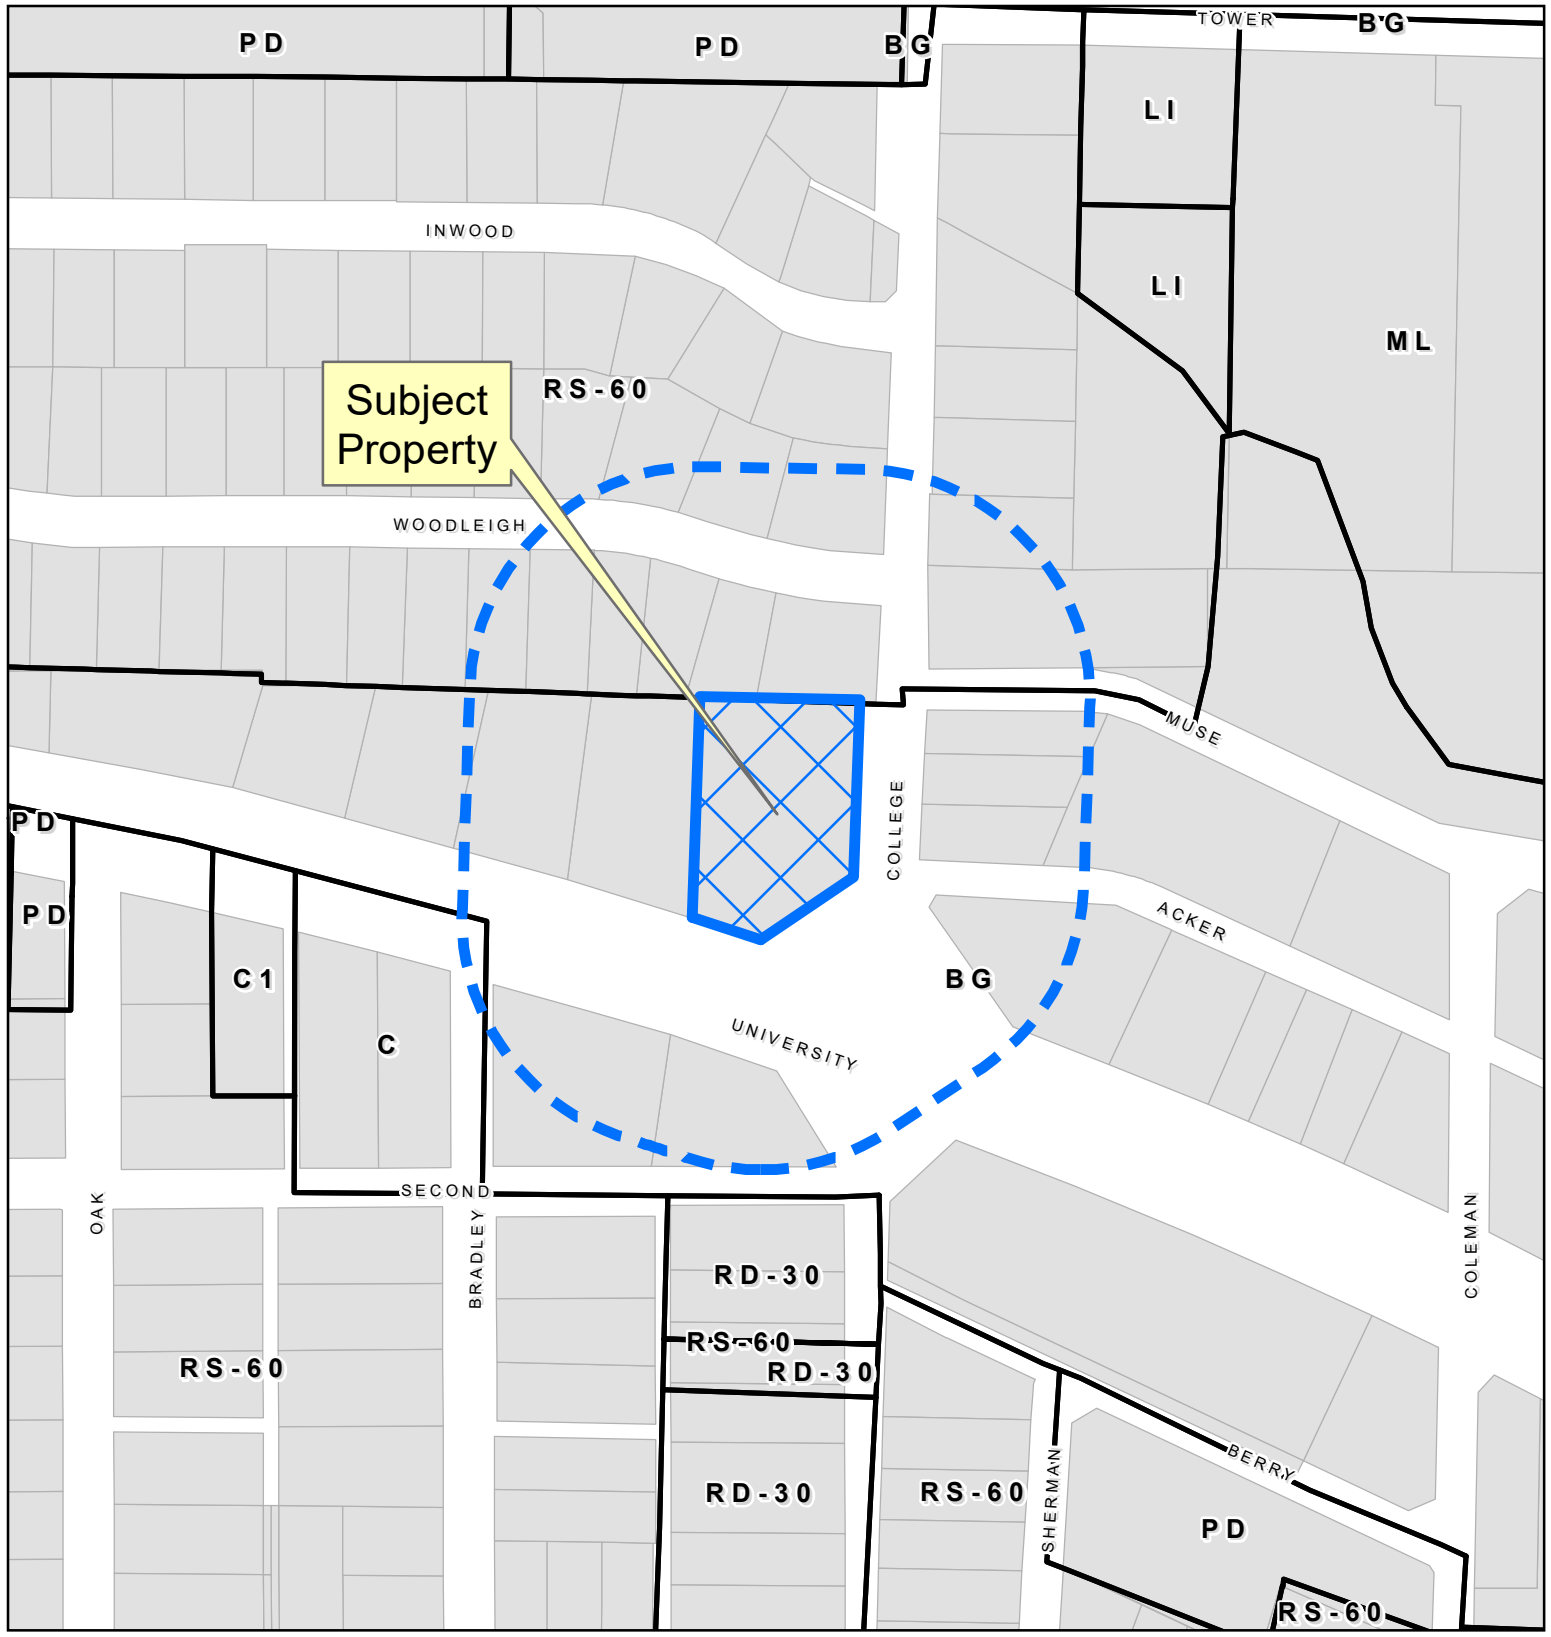 TOWER
BG
PD
PD
BG
LI
INWOOD
LI
ML
RS-60
Subject
Property
WOODLEIGH
MUSE
COLLEGE
PD
PD
ACKER
C1
BG
C
UNIVERSITY
SECOND
OAK
BRADLEY
COLEMAN
RD-30
RS-60
RD-30
RS-60
BERRY
RD-30
RS-60
SHERMAN
PD
RS-60